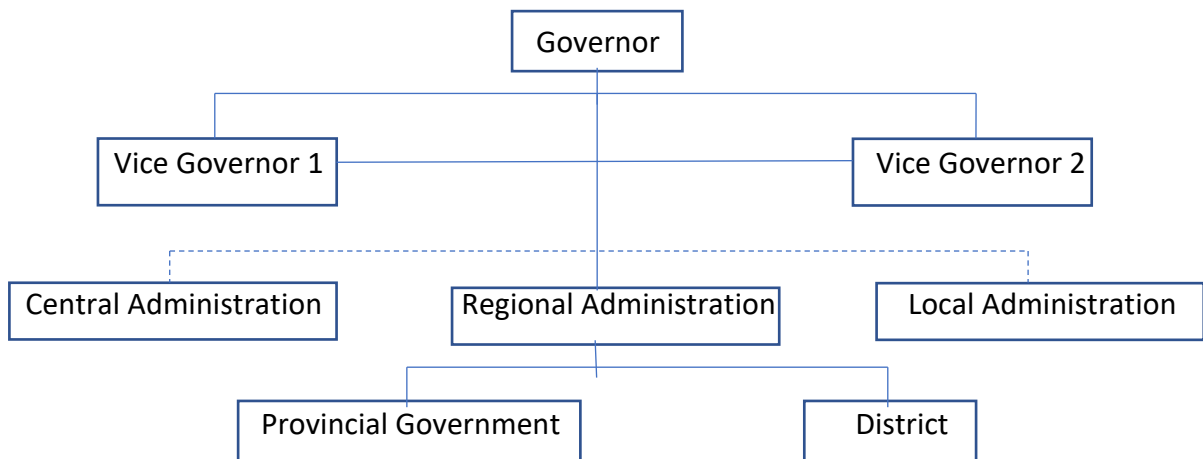 Governor
Vice Governor 1
Vice Governor 2
Central Administration
Regional Administration
Local Administration
Provincial Government
District